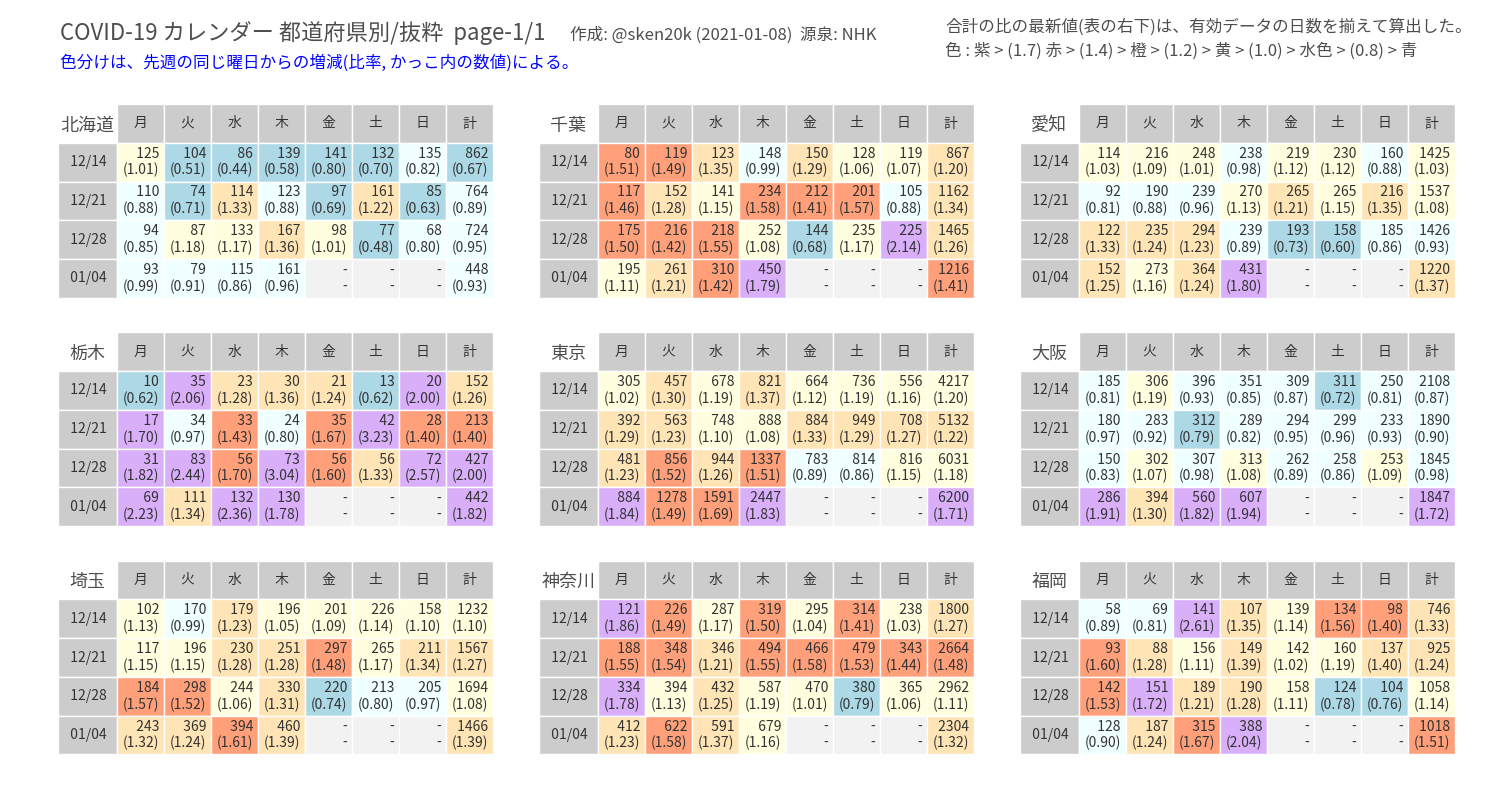 COVID-19 カレンダー 都道府県別/抜粋 page-1/1 作成: @sken20k (2021-01-08) 源泉: NHK
色分けは、先週の同じ曜日からの増減(比率, かっこ内の数値)による。
合計の比の最新値(表の右下)は、有効データの日数を揃えて算出した。
色 : 紫 > (1.7) 赤 > (1.4) 橙 > (1.2) 黄 > (1.0) > 水色 > (0.8) > 青
北海道 月 火 水 木 金 土 日 計
12/14 125 104 86 139 141 132 135 862
(1.01) (0.51) (0.44) (0.58) (0.80) (0.70) (0.82) (0.67)
12/21 110 74 114 123 97 161 85 764
(0.88) (0.71) (1.33) (0.88) (0.69) (1.22) (0.63) (0.89)
12/28 94 87 133 167 98 77 68 724
(0.85) (1.18) (1.17) (1.36) (1.01) (0.48) (0.80) (0.95)
01/04 93 79 115 161 - - - 448
(0.99) (0.91) (0.86) (0.96) - - - (0.93)
千葉 月 火 水 木 金 土 日 計
12/14 80 119 123 148 150 128 119 867
(1.51) (1.49) (1.35) (0.99) (1.29) (1.06) (1.07) (1.20)
12/21 117 152 141 234 212 201 105 1162
(1.46) (1.28) (1.15) (1.58) (1.41) (1.57) (0.88) (1.34)
12/28 175 216 218 252 144 235 225 1465
(1.50) (1.42) (1.55) (1.08) (0.68) (1.17) (2.14) (1.26)
01/04 195 261 310 450 - - - 1216
(1.11) (1.21) (1.42) (1.79) - - - (1.41)
愛知 月 火 水 木 金 土 日 計
12/14 114 216 248 238 219 230 160 1425
(1.03) (1.09) (1.01) (0.98) (1.12) (1.12) (0.88) (1.03)
12/21 92 190 239 270 265 265 216 1537
(0.81) (0.88) (0.96) (1.13) (1.21) (1.15) (1.35) (1.08)
12/28 122 235 294 239 193 158 185 1426
(1.33) (1.24) (1.23) (0.89) (0.73) (0.60) (0.86) (0.93)
01/04 152 273 364 431 - - - 1220
(1.25) (1.16) (1.24) (1.80) - - - (1.37)
栃木 月 火 水 木 金 土 日 計
12/14 10 35 23 30 21 13 20 152
(0.62) (2.06) (1.28) (1.36) (1.24) (0.62) (2.00) (1.26)
12/21 17 34 33 24 35 42 28 213
(1.70) (0.97) (1.43) (0.80) (1.67) (3.23) (1.40) (1.40)
12/28 31 83 56 73 56 56 72 427
(1.82) (2.44) (1.70) (3.04) (1.60) (1.33) (2.57) (2.00)
01/04 69 111 132 130 - - - 442
(2.23) (1.34) (2.36) (1.78) - - - (1.82)
東京 月 火 水 木 金 土 日 計
12/14 305 457 678 821 664 736 556 4217
(1.02) (1.30) (1.19) (1.37) (1.12) (1.19) (1.16) (1.20)
12/21 392 563 748 888 884 949 708 5132
(1.29) (1.23) (1.10) (1.08) (1.33) (1.29) (1.27) (1.22)
12/28 481 856 944 1337 783 814 816 6031
(1.23) (1.52) (1.26) (1.51) (0.89) (0.86) (1.15) (1.18)
01/04 884 1278 1591 2447 - - - 6200
(1.84) (1.49) (1.69) (1.83) - - - (1.71)
大阪 月 火 水 木 金 土 日 計
12/14 185 306 396 351 309 311 250 2108
(0.81) (1.19) (0.93) (0.85) (0.87) (0.72) (0.81) (0.87)
12/21 180 283 312 289 294 299 233 1890
(0.97) (0.92) (0.79) (0.82) (0.95) (0.96) (0.93) (0.90)
12/28 150 302 307 313 262 258 253 1845
(0.83) (1.07) (0.98) (1.08) (0.89) (0.86) (1.09) (0.98)
01/04 286 394 560 607 - - - 1847
(1.91) (1.30) (1.82) (1.94) - - - (1.72)
埼玉 月 火 水 木 金 土 日 計
12/14 102 170 179 196 201 226 158 1232
(1.13) (0.99) (1.23) (1.05) (1.09) (1.14) (1.10) (1.10)
12/21 117 196 230 251 297 265 211 1567
(1.15) (1.15) (1.28) (1.28) (1.48) (1.17) (1.34) (1.27)
12/28 184 298 244 330 220 213 205 1694
(1.57) (1.52) (1.06) (1.31) (0.74) (0.80) (0.97) (1.08)
01/04 243 369 394 460 - - - 1466
(1.32) (1.24) (1.61) (1.39) - - - (1.39)
神奈川 月 火 水 木 金 土 日 計
12/14 121 226 287 319 295 314 238 1800
(1.86) (1.49) (1.17) (1.50) (1.04) (1.41) (1.03) (1.27)
12/21 188 348 346 494 466 479 343 2664
(1.55) (1.54) (1.21) (1.55) (1.58) (1.53) (1.44) (1.48)
12/28 334 394 432 587 470 380 365 2962
(1.78) (1.13) (1.25) (1.19) (1.01) (0.79) (1.06) (1.11)
01/04 412 622 591 679 - - - 2304
(1.23) (1.58) (1.37) (1.16) - - - (1.32)
福岡 月 火 水 木 金 土 日 計
12/14 58 69 141 107 139 134 98 746
(0.89) (0.81) (2.61) (1.35) (1.14) (1.56) (1.40) (1.33)
12/21 93 88 156 149 142 160 137 925
(1.60) (1.28) (1.11) (1.39) (1.02) (1.19) (1.40) (1.24)
12/28 142 151 189 190 158 124 104 1058
(1.53) (1.72) (1.21) (1.28) (1.11) (0.78) (0.76) (1.14)
01/04 128 187 315 388 - - - 1018
(0.90) (1.24) (1.67) (2.04) - - - (1.51)